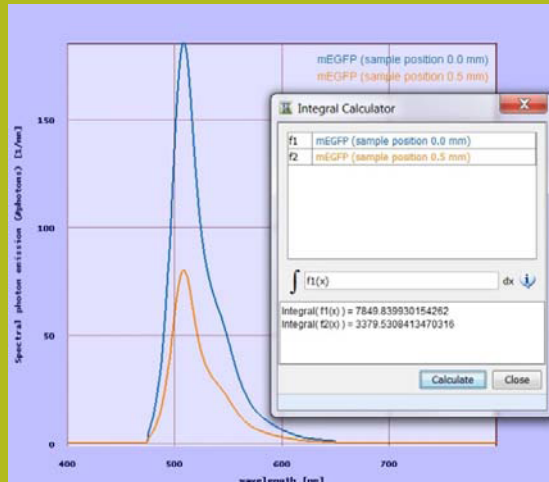 mEGFP (sample position 0.0 mm)
mEGFP (sample position 0.5 mm)
Spectral photon emission (#photons) [1/nm]
150
100
50
0
400
500
600
700
wavelength [nm]
Integral Calculator
f1 mEGFP (sample position 0.0 mm)
f2 mEGFP (sample position 0.5 mm)
∫ f1(x) dx
Integral( f1(x) ) = 7849.839930154262
Integral( f2(x) ) = 3379.5308413470316
Calculate Close